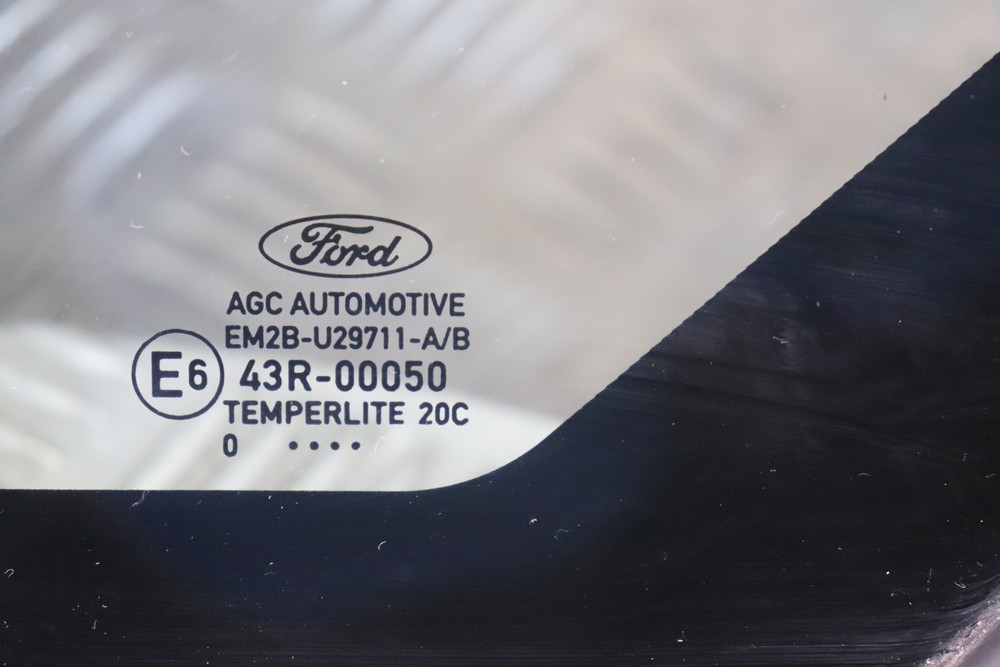 Ford
AGC AUTOMOTIVE
EM2B-U29711-A/B
E6 43R-00050
TEMPERLITE 20C
0 ····